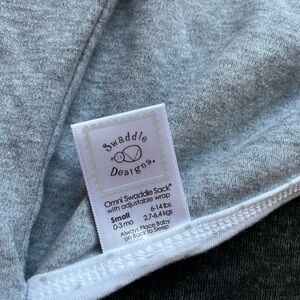 Swaddle
Designs®
Omni Swaddle Sack®
with adjustable wrap
Small 6-14 lbs
0-3 mo 2.7-6.4 kgs
Always Place Baby
on Back to Sleep